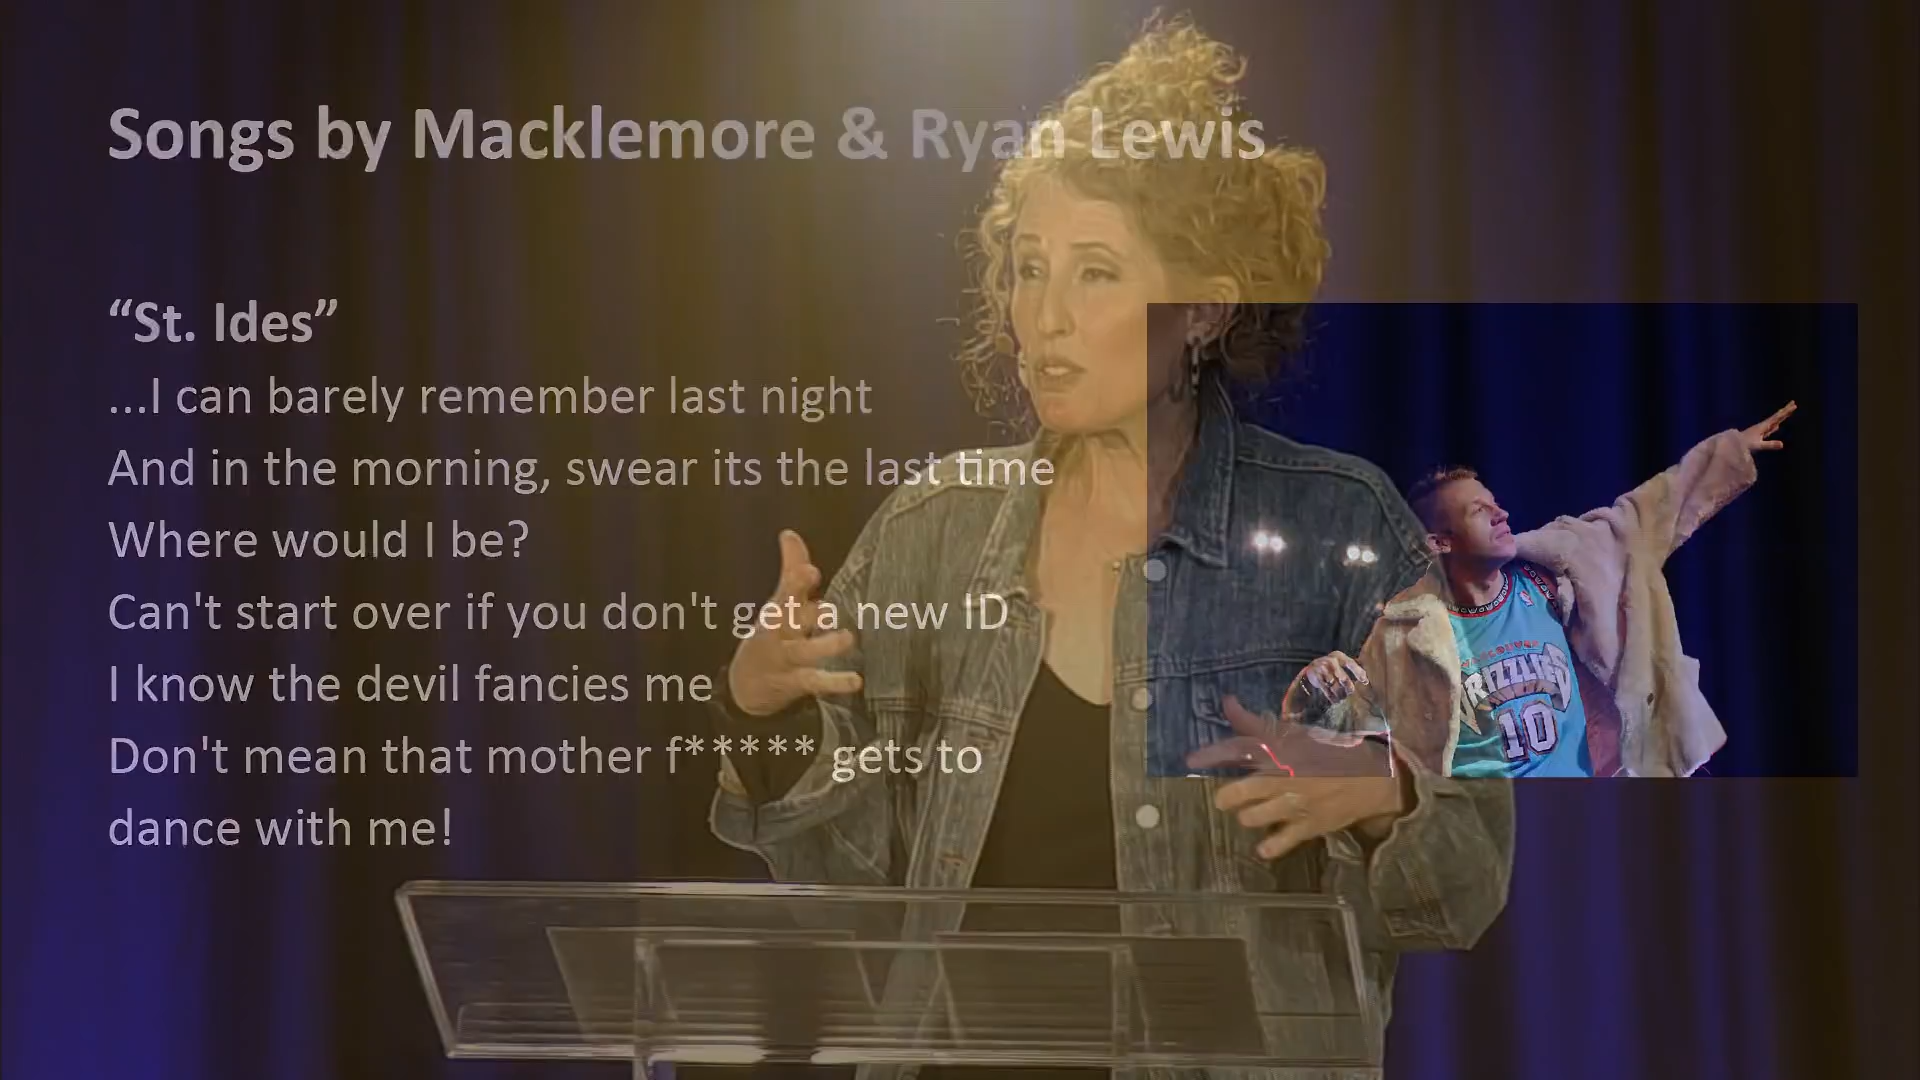 Songs by Macklemore & Ryan Lewis
“St. Ides”
...I can barely remember last night
And in the morning, swear its the last time
Where would I be?
Can't start over if you don't get a new ID
I know the devil fancies me
Don't mean that mother f***** gets to
dance with me!
GRIZZLIES
10